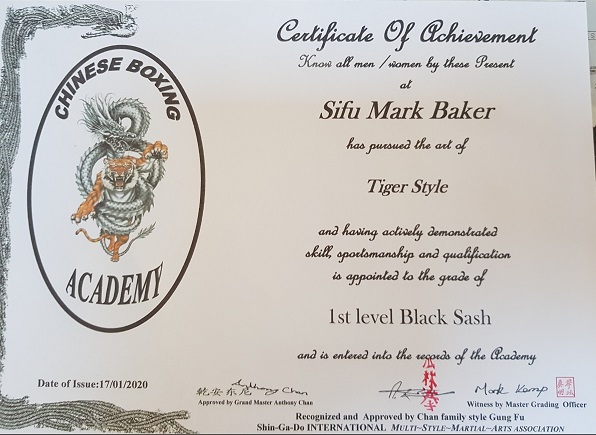 CHINESE BOXING
ACADEMY
Certificate Of Achievement
Know all men / women by these Present
at
Sifu Mark Baker
has pursued the art of
Tiger Style
and having actively demonstrated
skill, sportsmanship and qualification
is appointed to the grade of
1st level Black Sash
and is entered into the records of the Academy
Date of Issue:17/01/2020
Anthony Chan
Mark Kemp
Approved by Grand Master Anthony Chan
Witness by Master Grading Officer
Recognized and Approved by Chan family style Gung Fu
Shin-Ga-Do INTERNATIONAL MULTI~STYLE~MARTIAL~ARTS ASSOCIATION